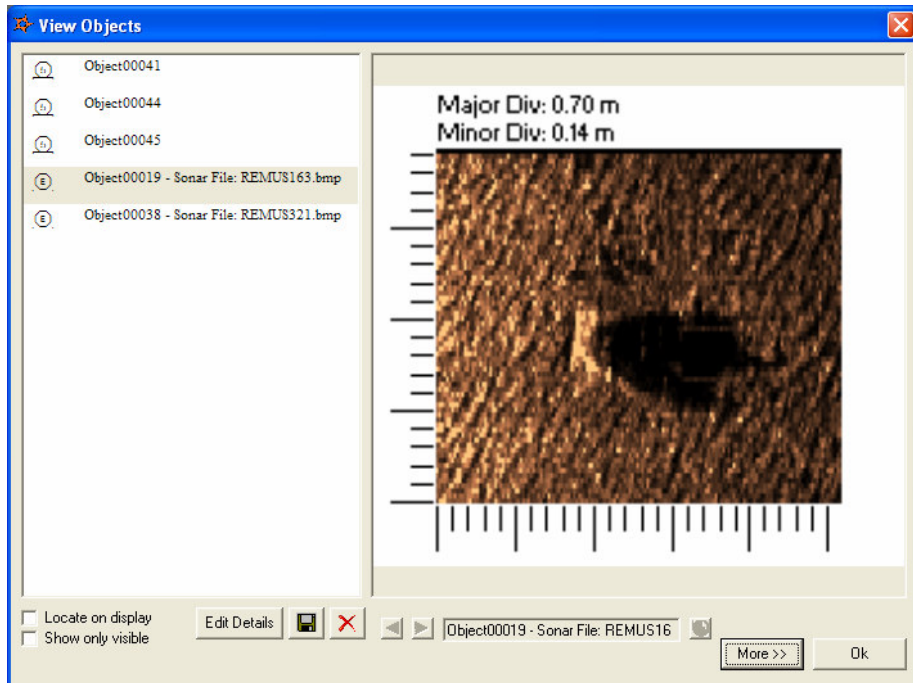 View Objects
Object00041
Object00044
Object00045
Object00019 - Sonar File: REMUS163.bmp
Object00038 - Sonar File: REMUS321.bmp
Major Div: 0.70 m
Minor Div: 0.14 m
Locate on display
Show only visible
Edit Details
Object00019 - Sonar File: REMUS16
More >>
Ok